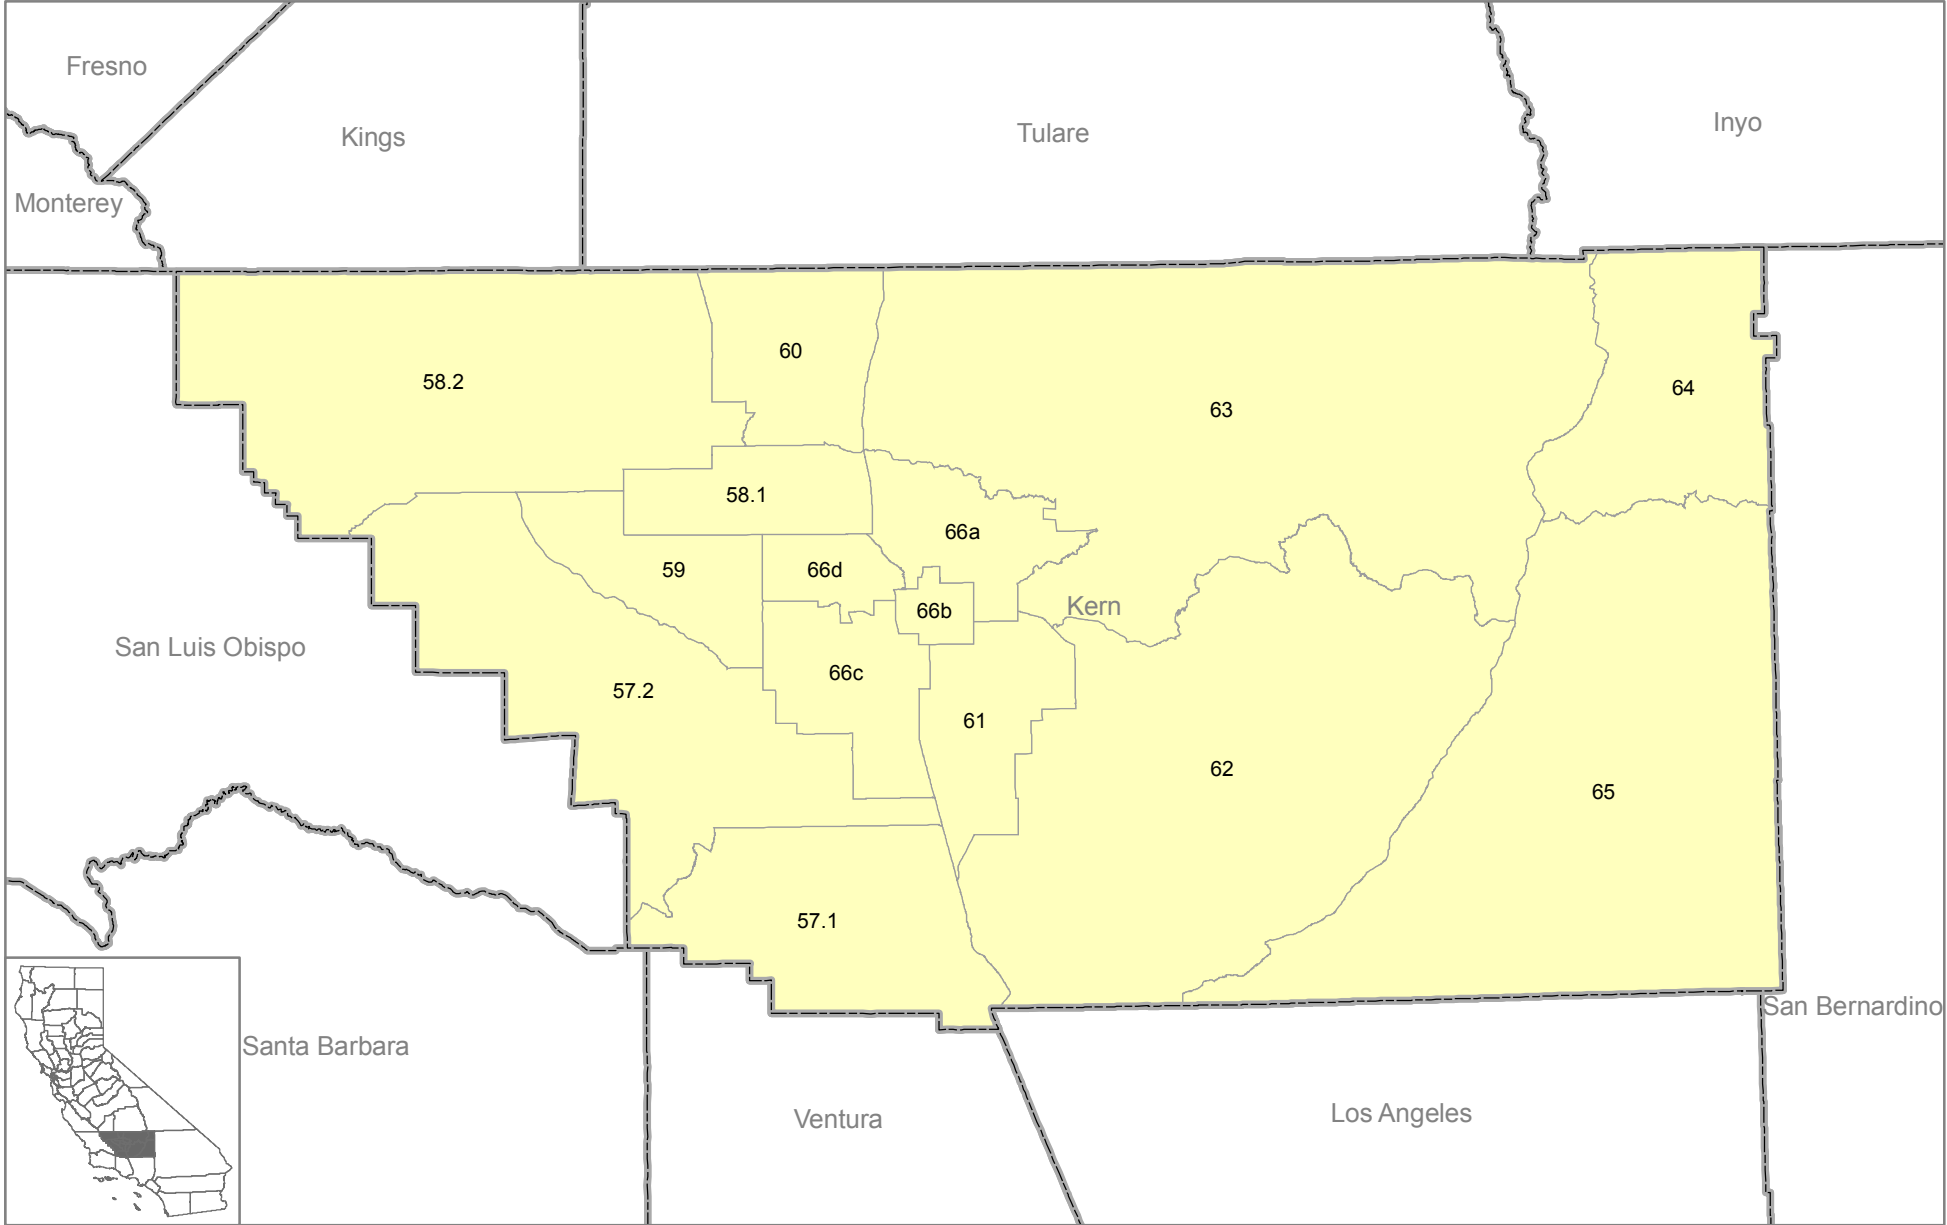 Fresno
Inyo
Tulare
Kings
Monterey
60
58.2
64
63
58.1
66a
59
66d
Kern
66b
San Luis Obispo
66c
57.2
61
62
65
57.1
San Bernardino
Santa Barbara
Los Angeles
Ventura